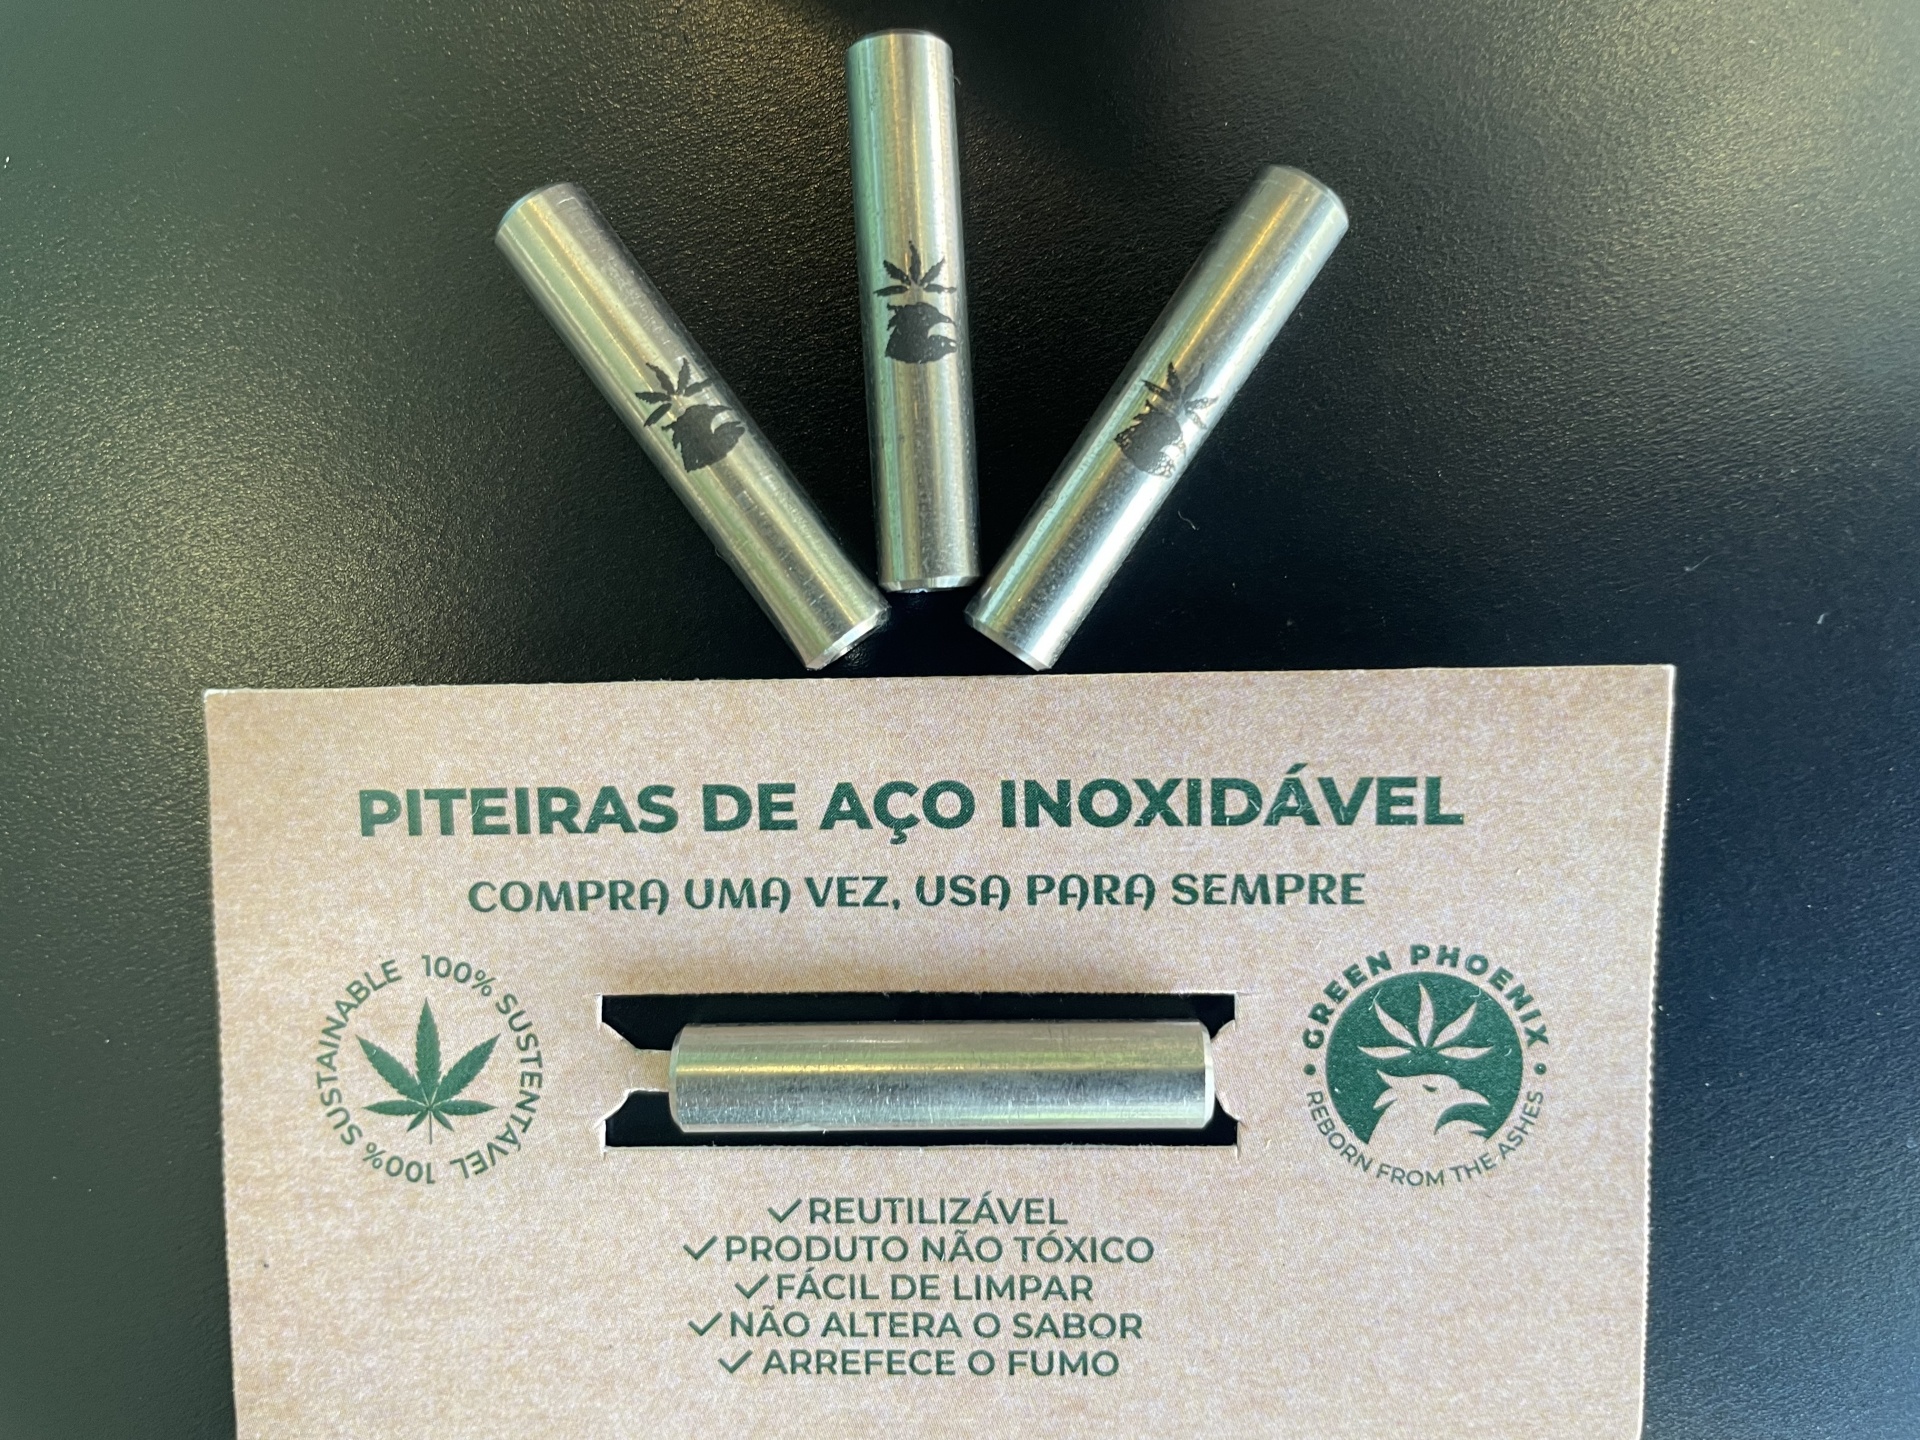 PITEIRAS DE AÇO INOXIDÁVEL
COMPRA UMA VEZ, USA PARA SEMPRE
100% SUSTENTÁVEL
100% SUSTAINABLE
• GREEN PHOENIX •
REBORN FROM THE ASHES
✓REUTILIZÁVEL
✓PRODUTO NÃO TÓXICO
✓FÁCIL DE LIMPAR
✓NÃO ALTERA O SABOR
✓ARREFECE O FUMO